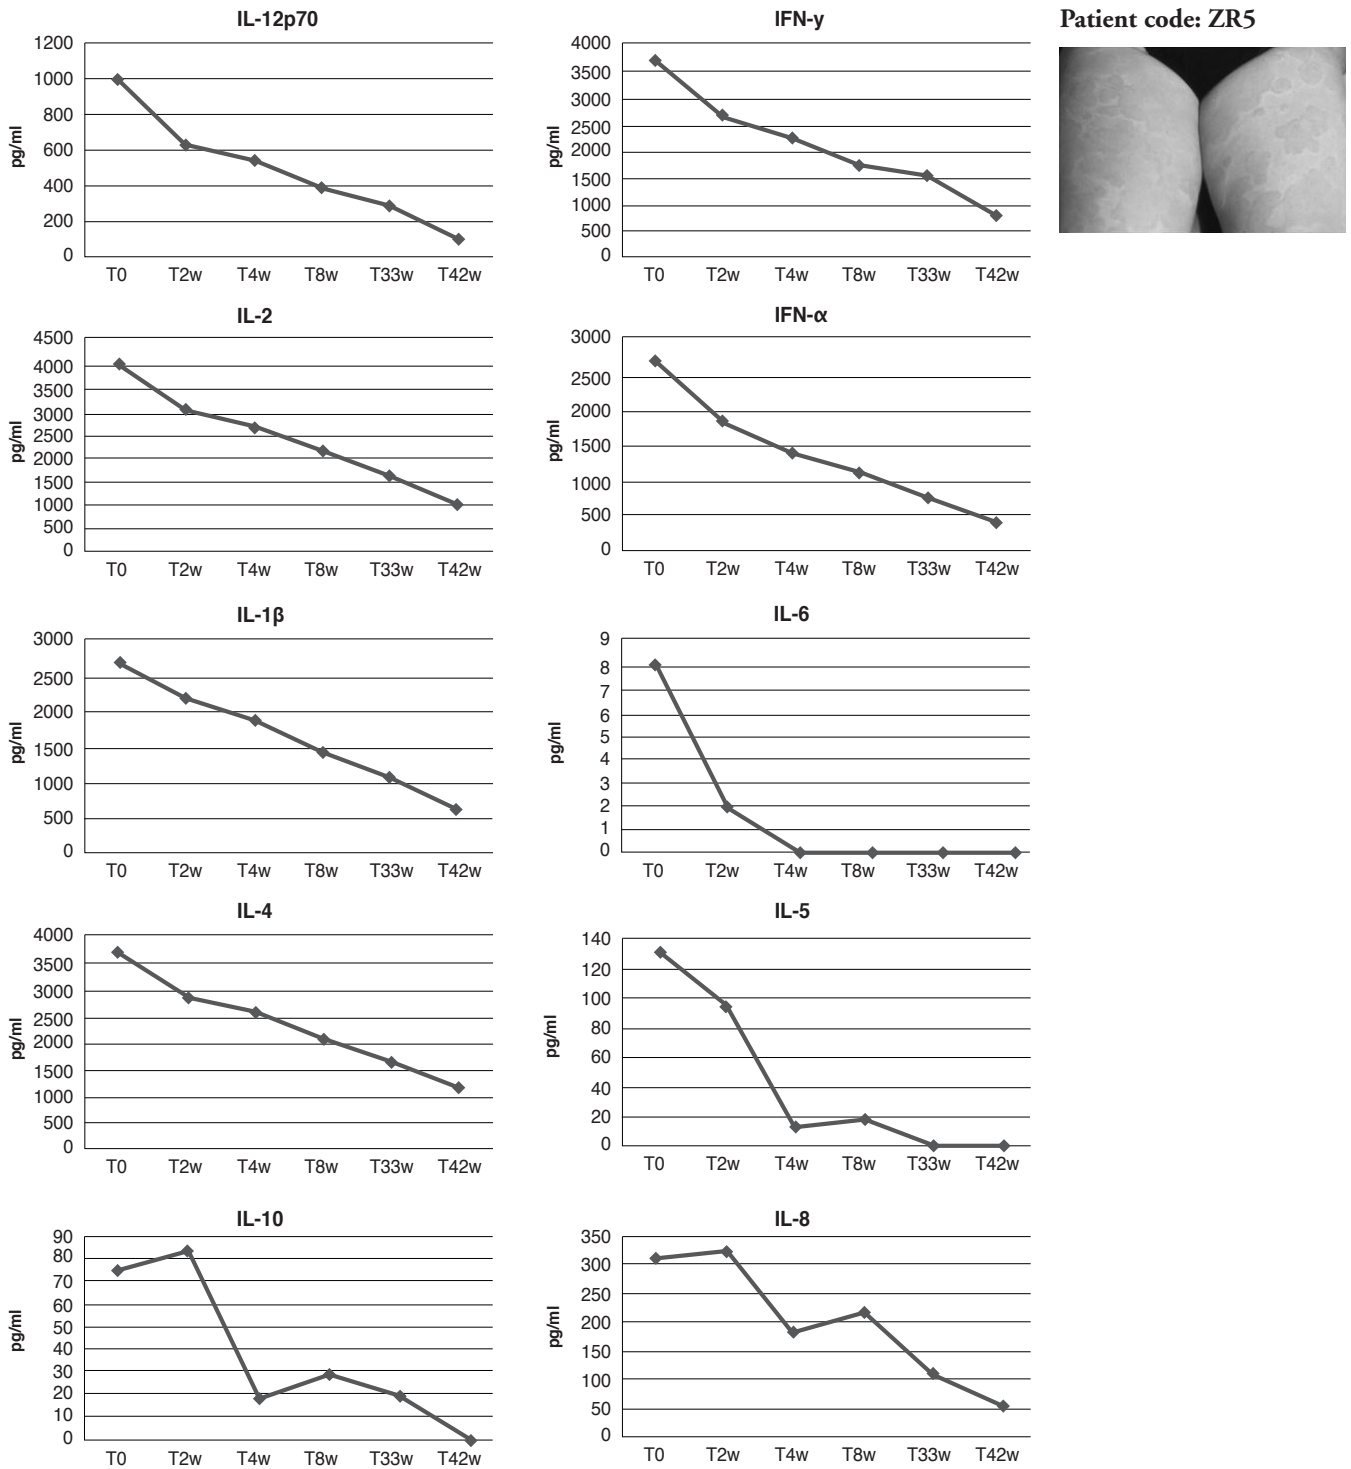 IL-12p70
1200
1000
800
600
400
200
0
pg/ml
T0 T2w T4w T8w T33w T42w
IFN-y
4000
3500
3000
2500
2000
1500
1000
500
0
pg/ml
T0 T2w T4w T8w T33w T42w
Patient code: ZR5
IL-2
4500
4000
3500
3000
2500
2000
1500
1000
500
0
pg/ml
T0 T2w T4w T8w T33w T42w
IFN-α
3000
2500
2000
1500
1000
500
0
pg/ml
T0 T2w T4w T8w T33w T42w
IL-1β
3000
2500
2000
1500
1000
500
0
pg/ml
T0 T2w T4w T8w T33w T42w
IL-6
9
8
7
6
5
4
3
2
1
0
pg/ml
T0 T2w T4w T8w T33w T42w
IL-4
4000
3500
3000
2500
2000
1500
1000
500
0
pg/ml
T0 T2w T4w T8w T33w T42w
IL-5
140
120
100
80
60
40
20
0
pg/ml
T0 T2w T4w T8w T33w T42w
IL-10
90
80
70
60
50
40
30
20
10
0
pg/ml
T0 T2w T4w T8w T33w T42w
IL-8
350
300
250
200
150
100
50
0
pg/ml
T0 T2w T4w T8w T33w T42w